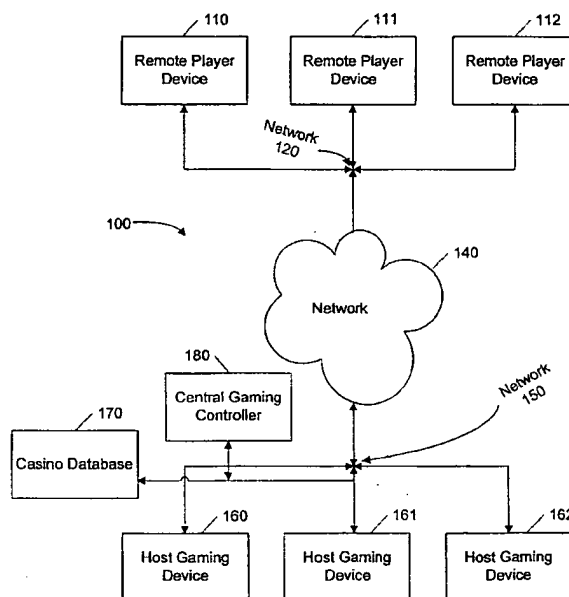 110
111
112
Remote Player
Device
Remote Player
Device
Remote Player
Device
Network
120
100
140
Network
180
Central Gaming
Controller
170
Casino Database
Network
150
160
161
162
Host Gaming
Device
Host Gaming
Device
Host Gaming
Device